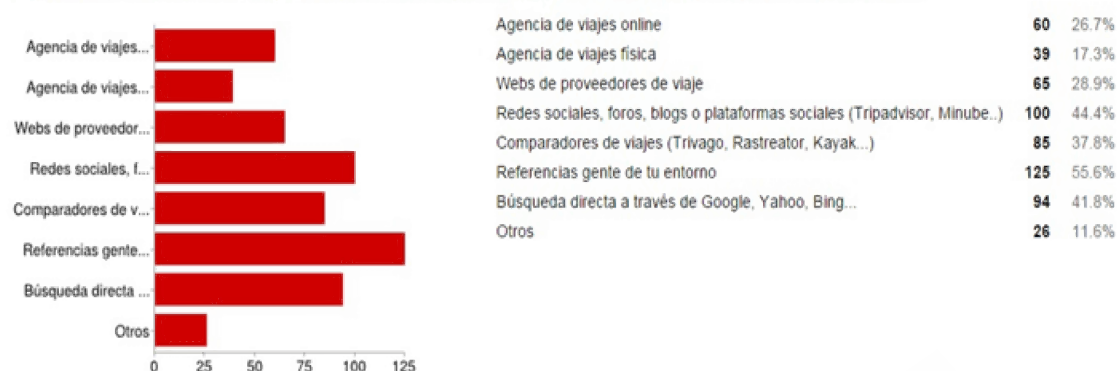 Agencia de viajes...
Agencia de viajes...
Webs de proveedor...
Redes sociales, f...
Comparadores de v...
Referencias gente...
Búsqueda directa ...
Otros
0 25 50 75 100 125
Agencia de viajes online 60 26.7%
Agencia de viajes física 39 17.3%
Webs de proveedores de viaje 65 28.9%
Redes sociales, foros, blogs o plataformas sociales (Tripadvisor, Minube..) 100 44.4%
Comparadores de viajes (Trivago, Rastreator, Kayak...) 85 37.8%
Referencias gente de tu entorno 125 55.6%
Búsqueda directa a través de Google, Yahoo, Bing... 94 41.8%
Otros 26 11.6%